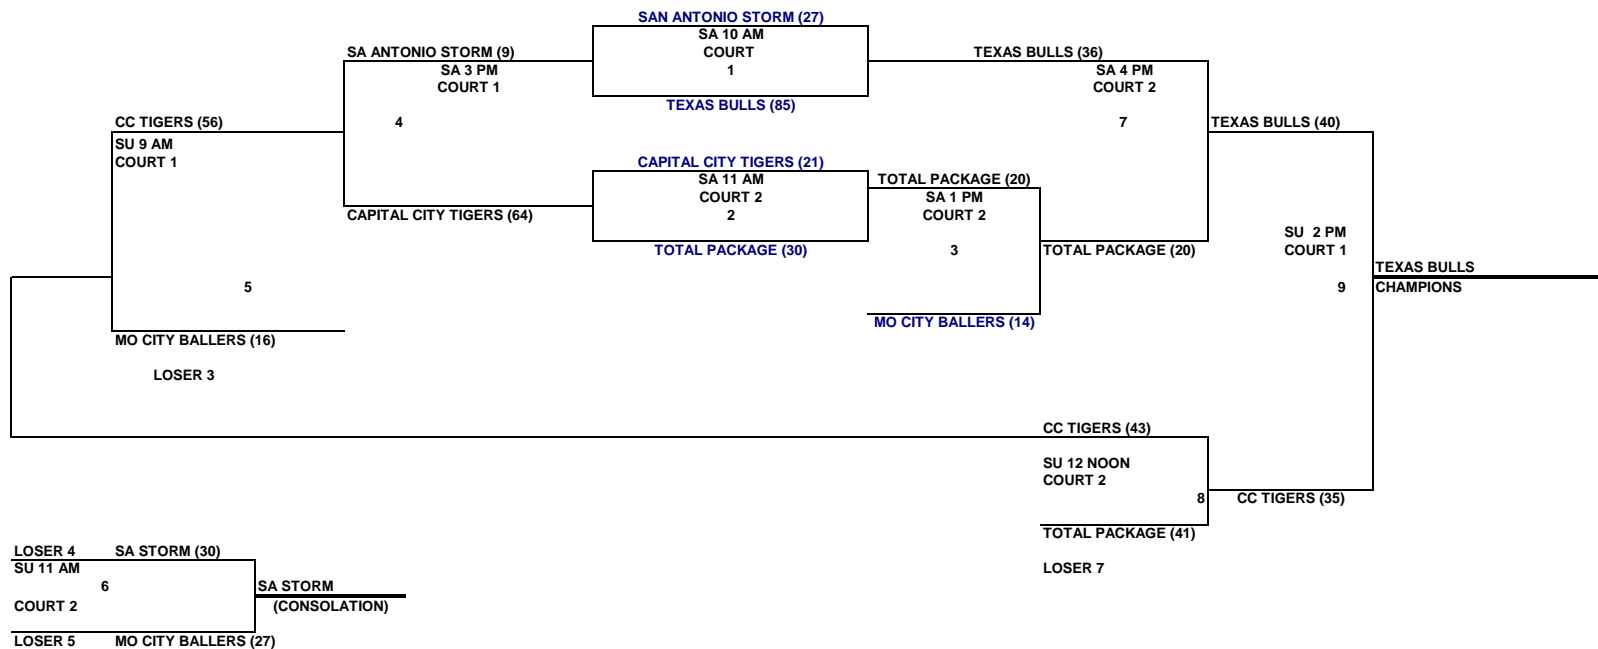 SAN ANTONIO STORM (27)
SA 10 AM
COURT
1
TEXAS BULLS (85)
SA ANTONIO STORM (9)
SA 3 PM
COURT 1
4
CAPITAL CITY TIGERS (64)
TEXAS BULLS (36)
SA 4 PM
COURT 2
7
CC TIGERS (56)
SU 9 AM
COURT 1
5
MO CITY BALLERS (16)
LOSER 3
CAPITAL CITY TIGERS (21)
SA 11 AM
COURT 2
2
TOTAL PACKAGE (30)
TOTAL PACKAGE (20)
SA 1 PM
COURT 2
3
MO CITY BALLERS (14)
TOTAL PACKAGE (20)
TEXAS BULLS (40)
SU 2 PM
COURT 1
9
TEXAS BULLS
CHAMPIONS
CC TIGERS (43)
SU 12 NOON
COURT 2
8
CC TIGERS (35)
TOTAL PACKAGE (41)
LOSER 7
LOSER 4 SA STORM (30)
SU 11 AM
6
COURT 2
SA STORM
(CONSOLATION)
LOSER 5 MO CITY BALLERS (27)